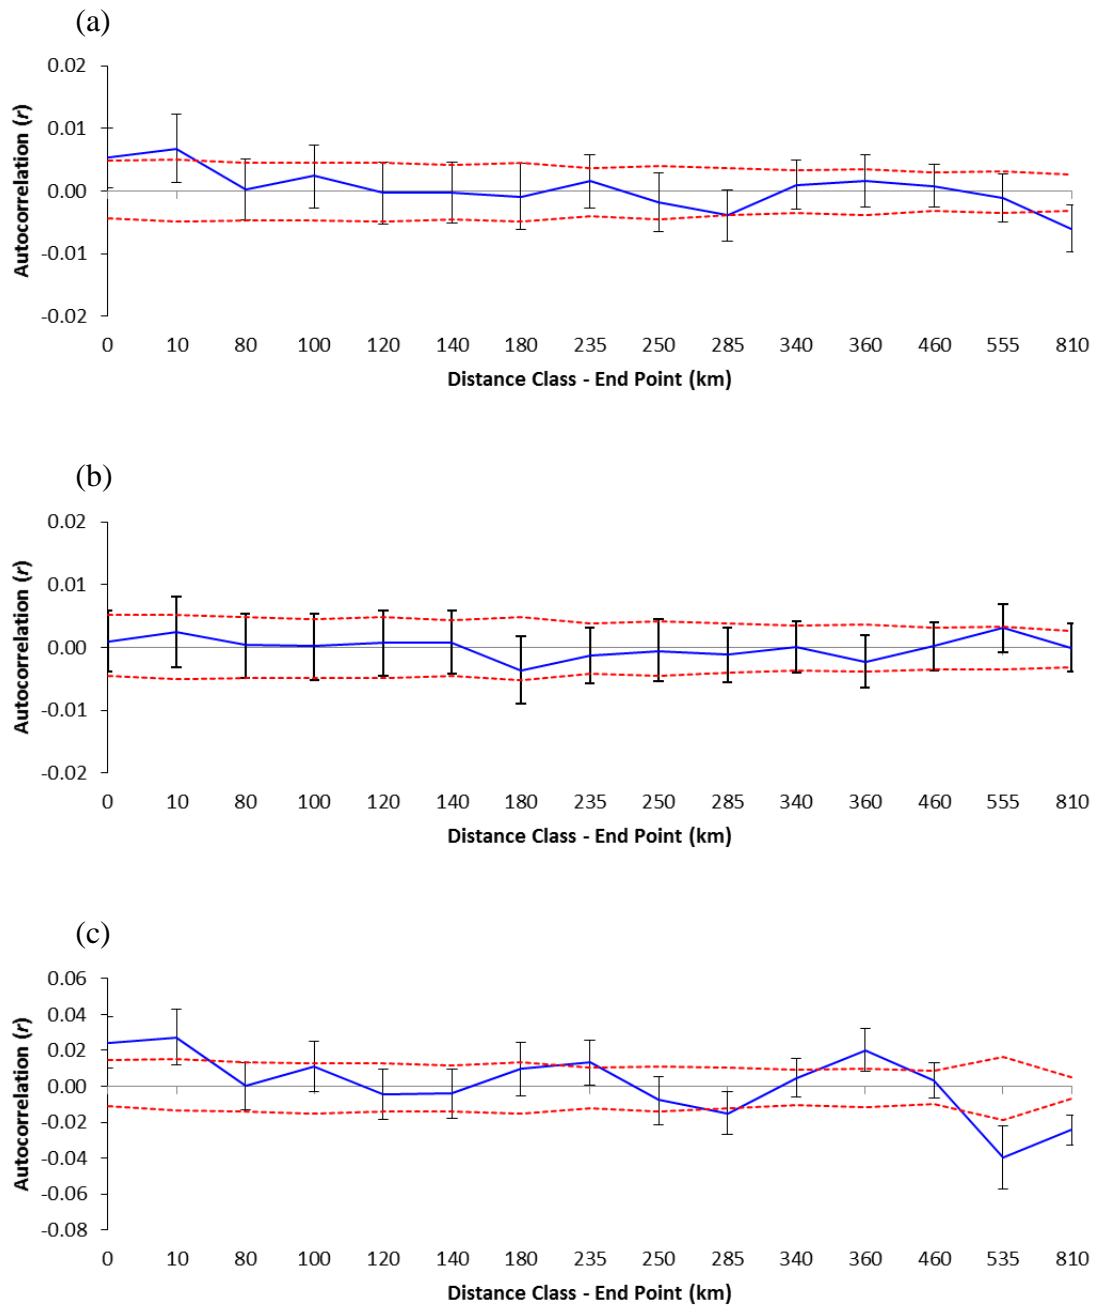 (a)
0.02
0.01
0.00
-0.01
-0.02
Autocorrelation (r)
0 10 80 100 120 140 180 235 250 285 340 360 460 555 810
Distance Class - End Point (km)
(b)
0.02
0.01
0.00
-0.01
-0.02
Autocorrelation (r)
0 10 80 100 120 140 180 235 250 285 340 360 460 555 810
Distance Class - End Point (km)
(c)
0.06
0.04
0.02
0.00
-0.02
-0.04
-0.06
-0.08
Autocorrelation (r)
0 10 80 100 120 140 180 235 250 285 340 360 460 535 810
Distance Class - End Point (km)